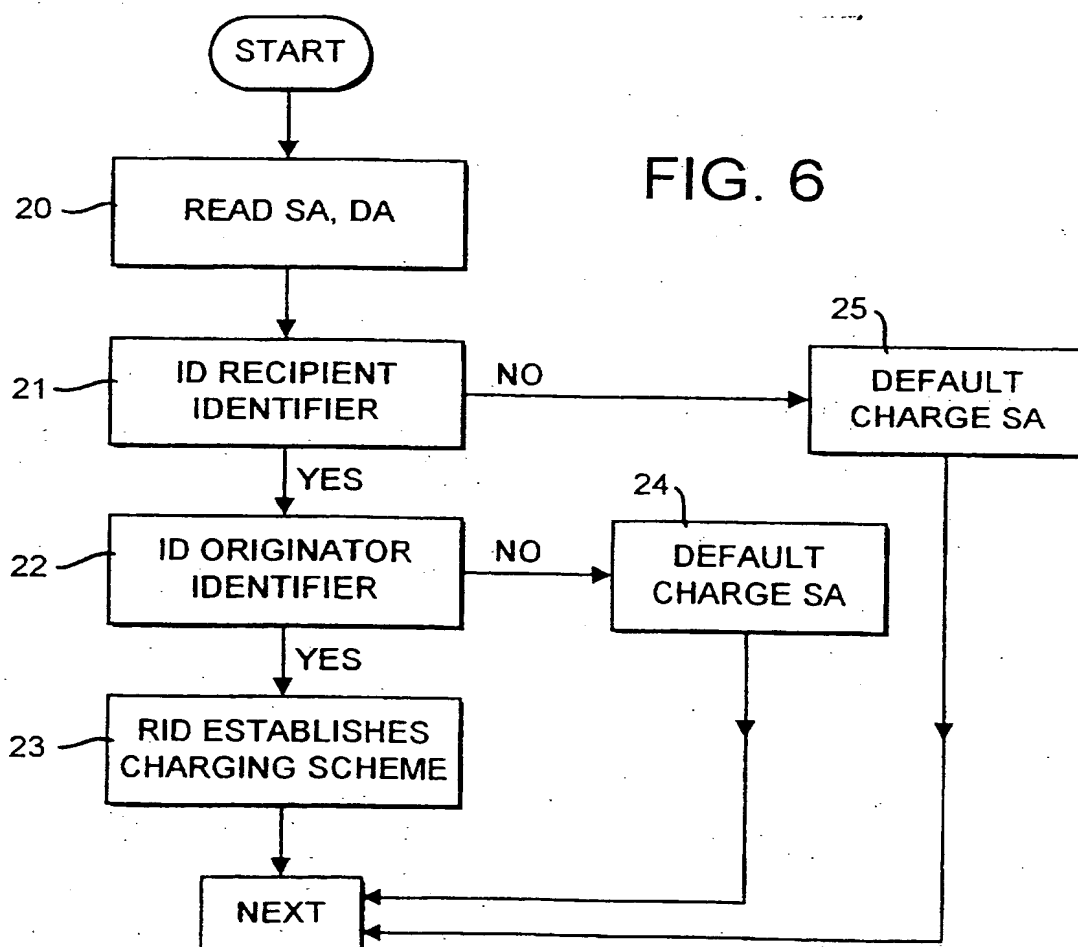 START
FIG. 6
20
READ SA, DA
25
21
ID RECIPIENT
IDENTIFIER
NO
DEFAULT
CHARGE SA
YES
24
22
ID ORIGINATOR
IDENTIFIER
NO
DEFAULT
CHARGE SA
YES
23
RID ESTABLISHES
CHARGING SCHEME
NEXT